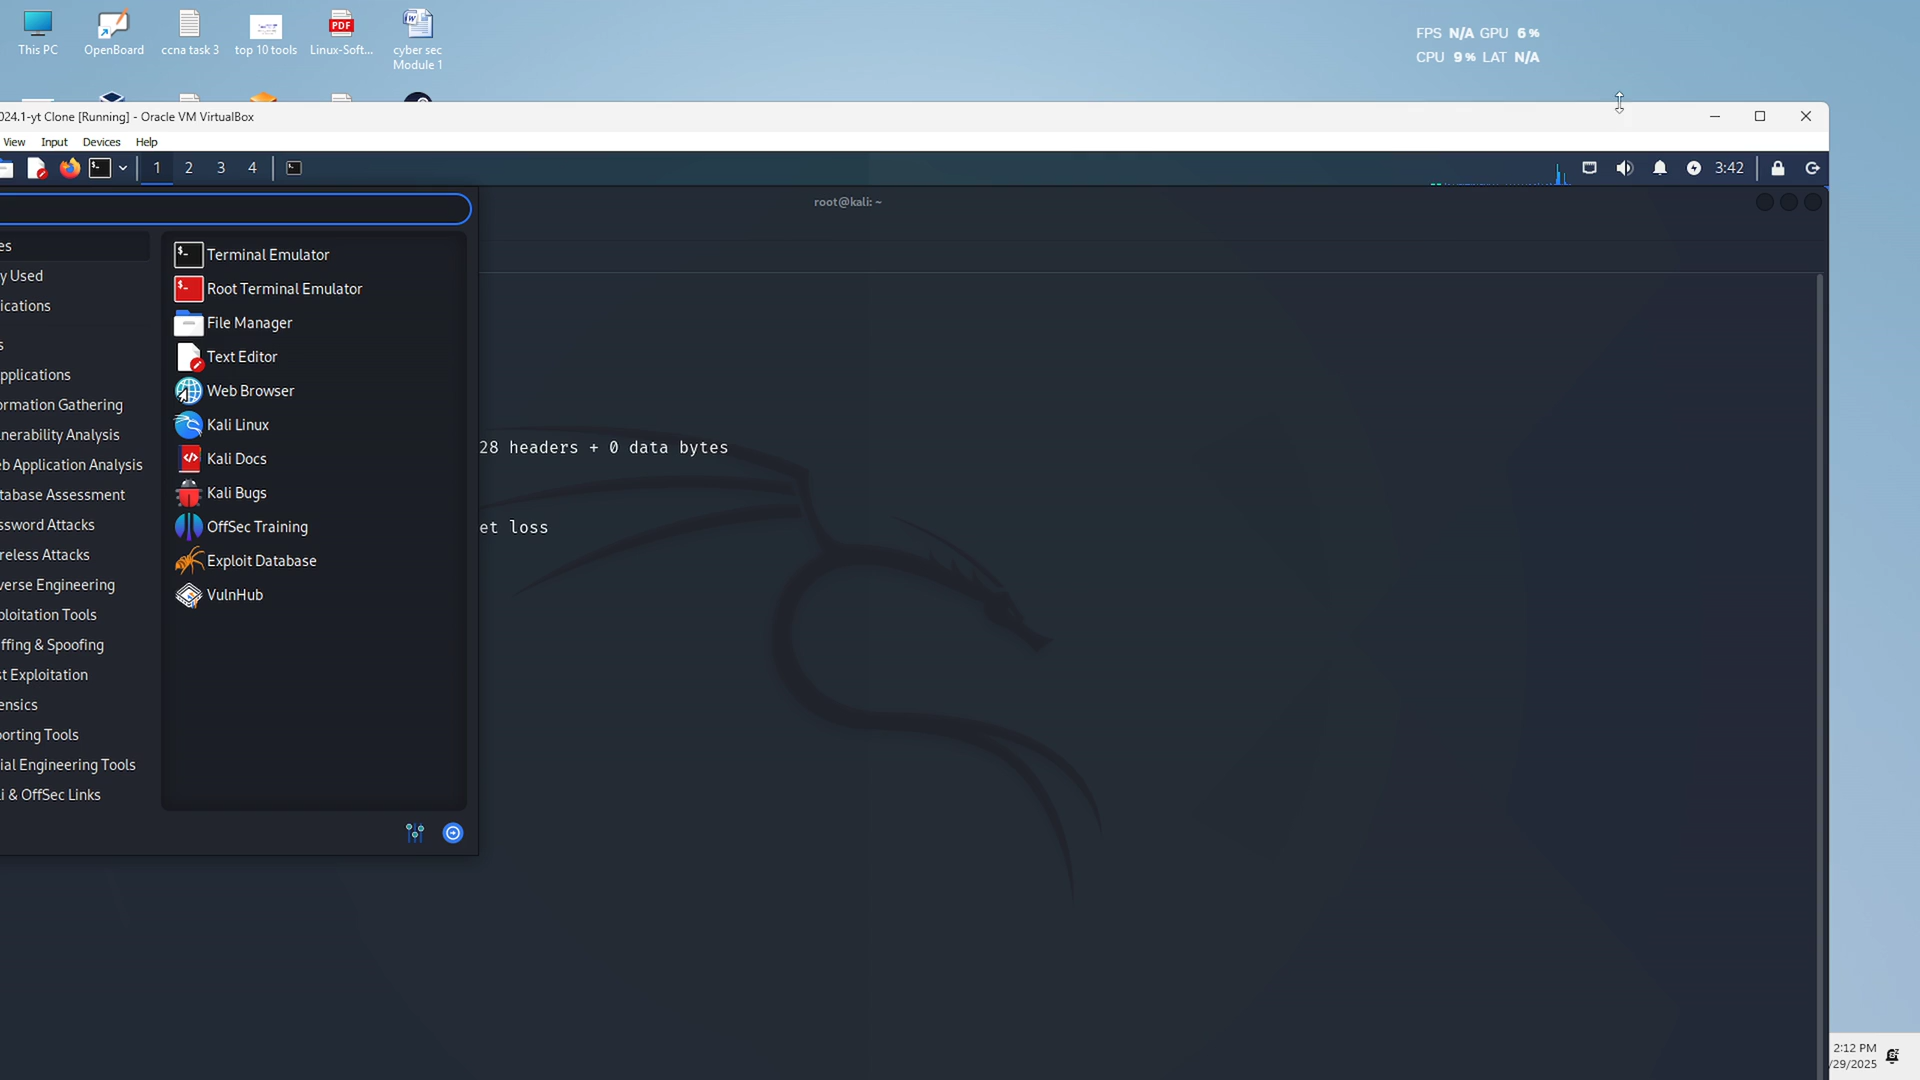 FPS N/A GPU 6%
CPU 9% LAT N/A
This PC
OpenBoard
ccna task 3
top 10 tools
Linux-Soft...
cyber sec
Module 1
024.1-yt Clone [Running] - Oracle VM VirtualBox
View Input Devices Help
1 2 3 4
3:42
root@kali: ~
es
y Used
ications
s
pplications
ormation Gathering
nerability Analysis
eb Application Analysis
tabase Assessment
ssword Attacks
reless Attacks
verse Engineering
ploitation Tools
ffing & Spoofing
st Exploitation
ensics
porting Tools
ial Engineering Tools
li & OffSec Links
Terminal Emulator
Root Terminal Emulator
File Manager
Text Editor
Web Browser
Kali Linux
Kali Docs
Kali Bugs
OffSec Training
Exploit Database
VulnHub
28 headers + 0 data bytes
et loss
2:12 PM
/29/2025